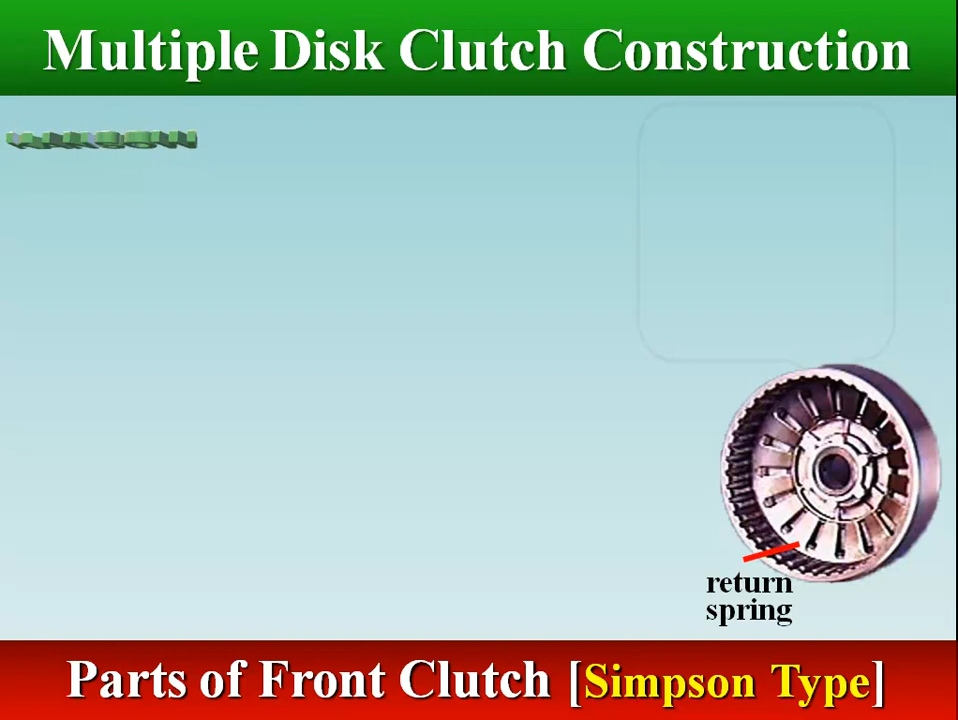 Multiple Disk Clutch Construction
return
spring
Parts of Front Clutch [Simpson Type]